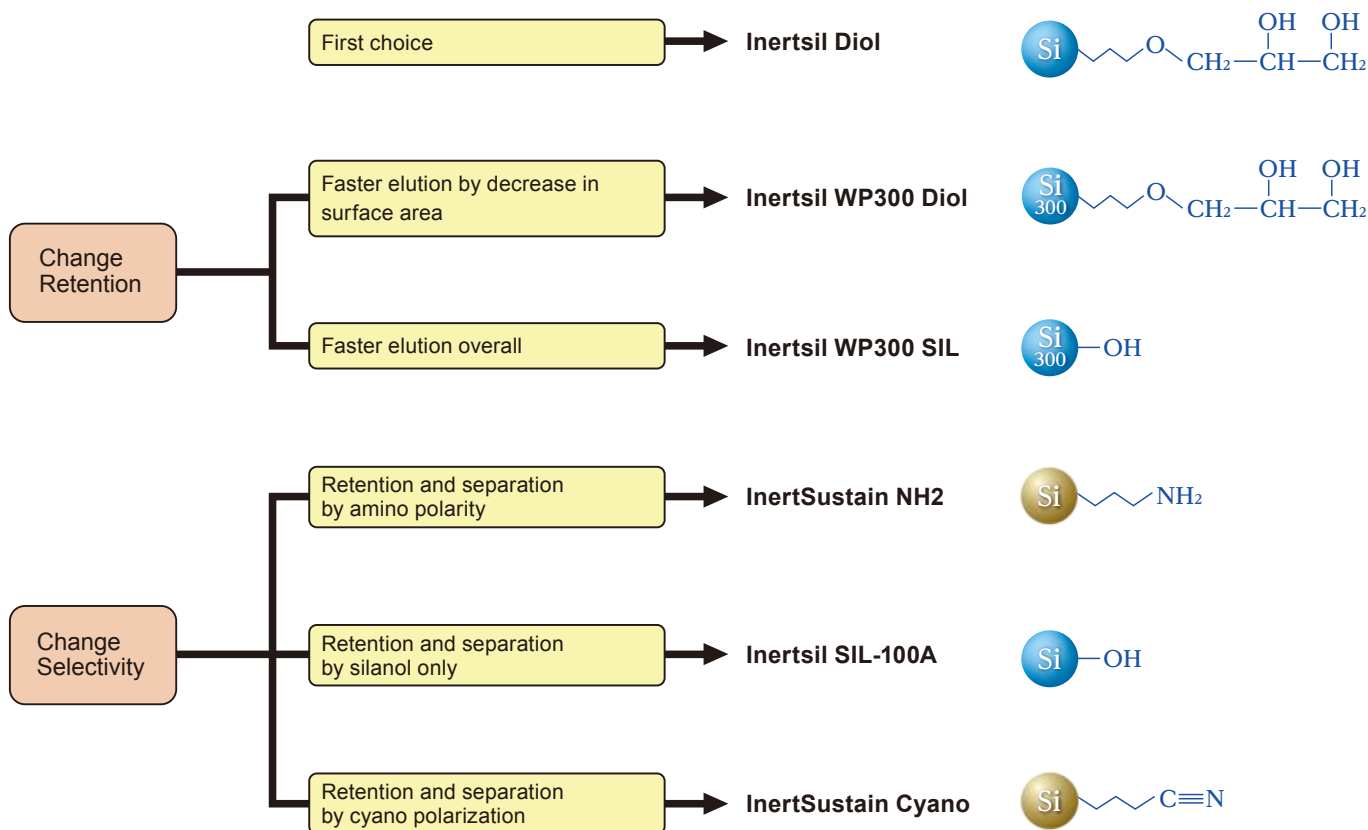 First choice
Inertsil Diol
Si
O
CH₂—CH—CH₂
OH OH
Change
Retention
Faster elution by decrease in
surface area
Inertsil WP300 Diol
Si
300
O
CH₂—CH—CH₂
OH OH
Faster elution overall
Inertsil WP300 SIL
Si
300
OH
Change
Selectivity
Retention and separation
by amino polarity
InertSustain NH2
Si
NH₂
Retention and separation
by silanol only
Inertsil SIL-100A
Si
OH
Retention and separation
by cyano polarization
InertSustain Cyano
Si
C≡N